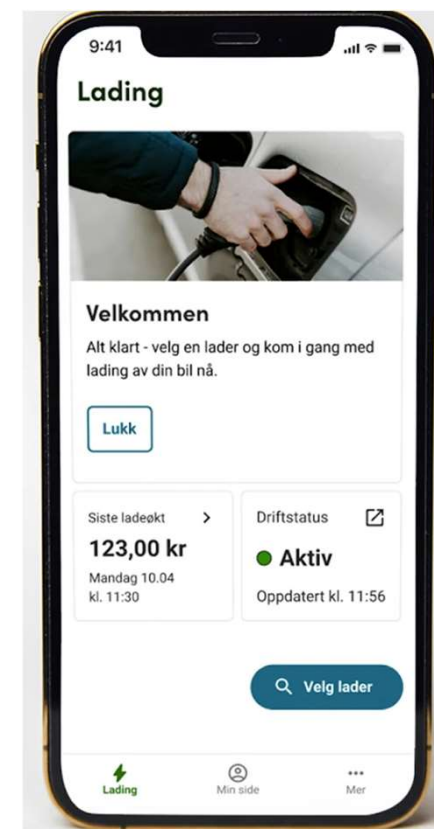 9:41
Lading
Velkommen
Alt klart - velg en lader og kom i gang med
lading av din bil nå.
Lukk
Siste ladeøkt
123,00 kr
Mandag 10.04
kl. 11:30
Driftstatus
Aktiv
Oppdatert kl. 11:56
Velg lader
Lading
Min side
Mer